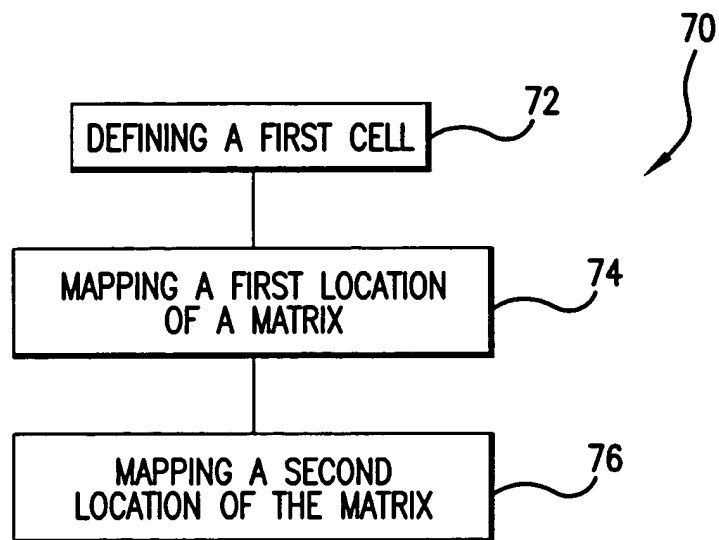 70
DEFINING A FIRST CELL
72
MAPPING A FIRST LOCATION
OF A MATRIX
74
MAPPING A SECOND
LOCATION OF THE MATRIX
76